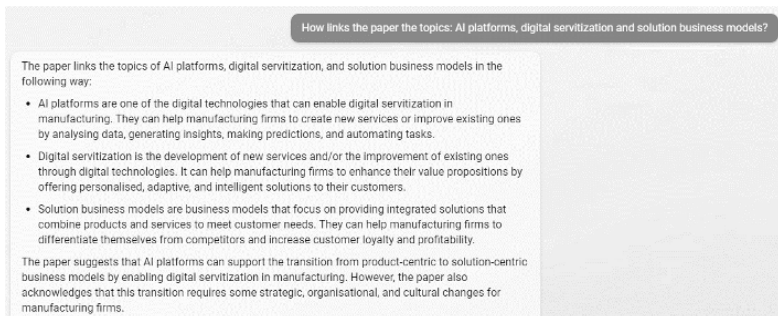 How links the paper the topics: AI platforms, digital servitization and solution business models?
The paper links the topics of AI platforms, digital servitization, and solution business models in the
following way:
• AI platforms are one of the digital technologies that can enable digital servitization in
manufacturing. They can help manufacturing firms to create new services or improve existing ones
by analysing data, generating insights, making predictions, and automating tasks.
• Digital servitization is the development of new services and/or the improvement of existing ones
through digital technologies. It can help manufacturing firms to enhance their value propositions by
offering personalised, adaptive, and intelligent solutions to their customers.
• Solution business models are business models that focus on providing integrated solutions that
combine products and services to meet customer needs. They can help manufacturing firms to
differentiate themselves from competitors and increase customer loyalty and profitability.
The paper suggests that AI platforms can support the transition from product-centric to solution-centric
business models by enabling digital servitization in manufacturing. However, the paper also
acknowledges that this transition requires some strategic, organisational, and cultural changes for
manufacturing firms.